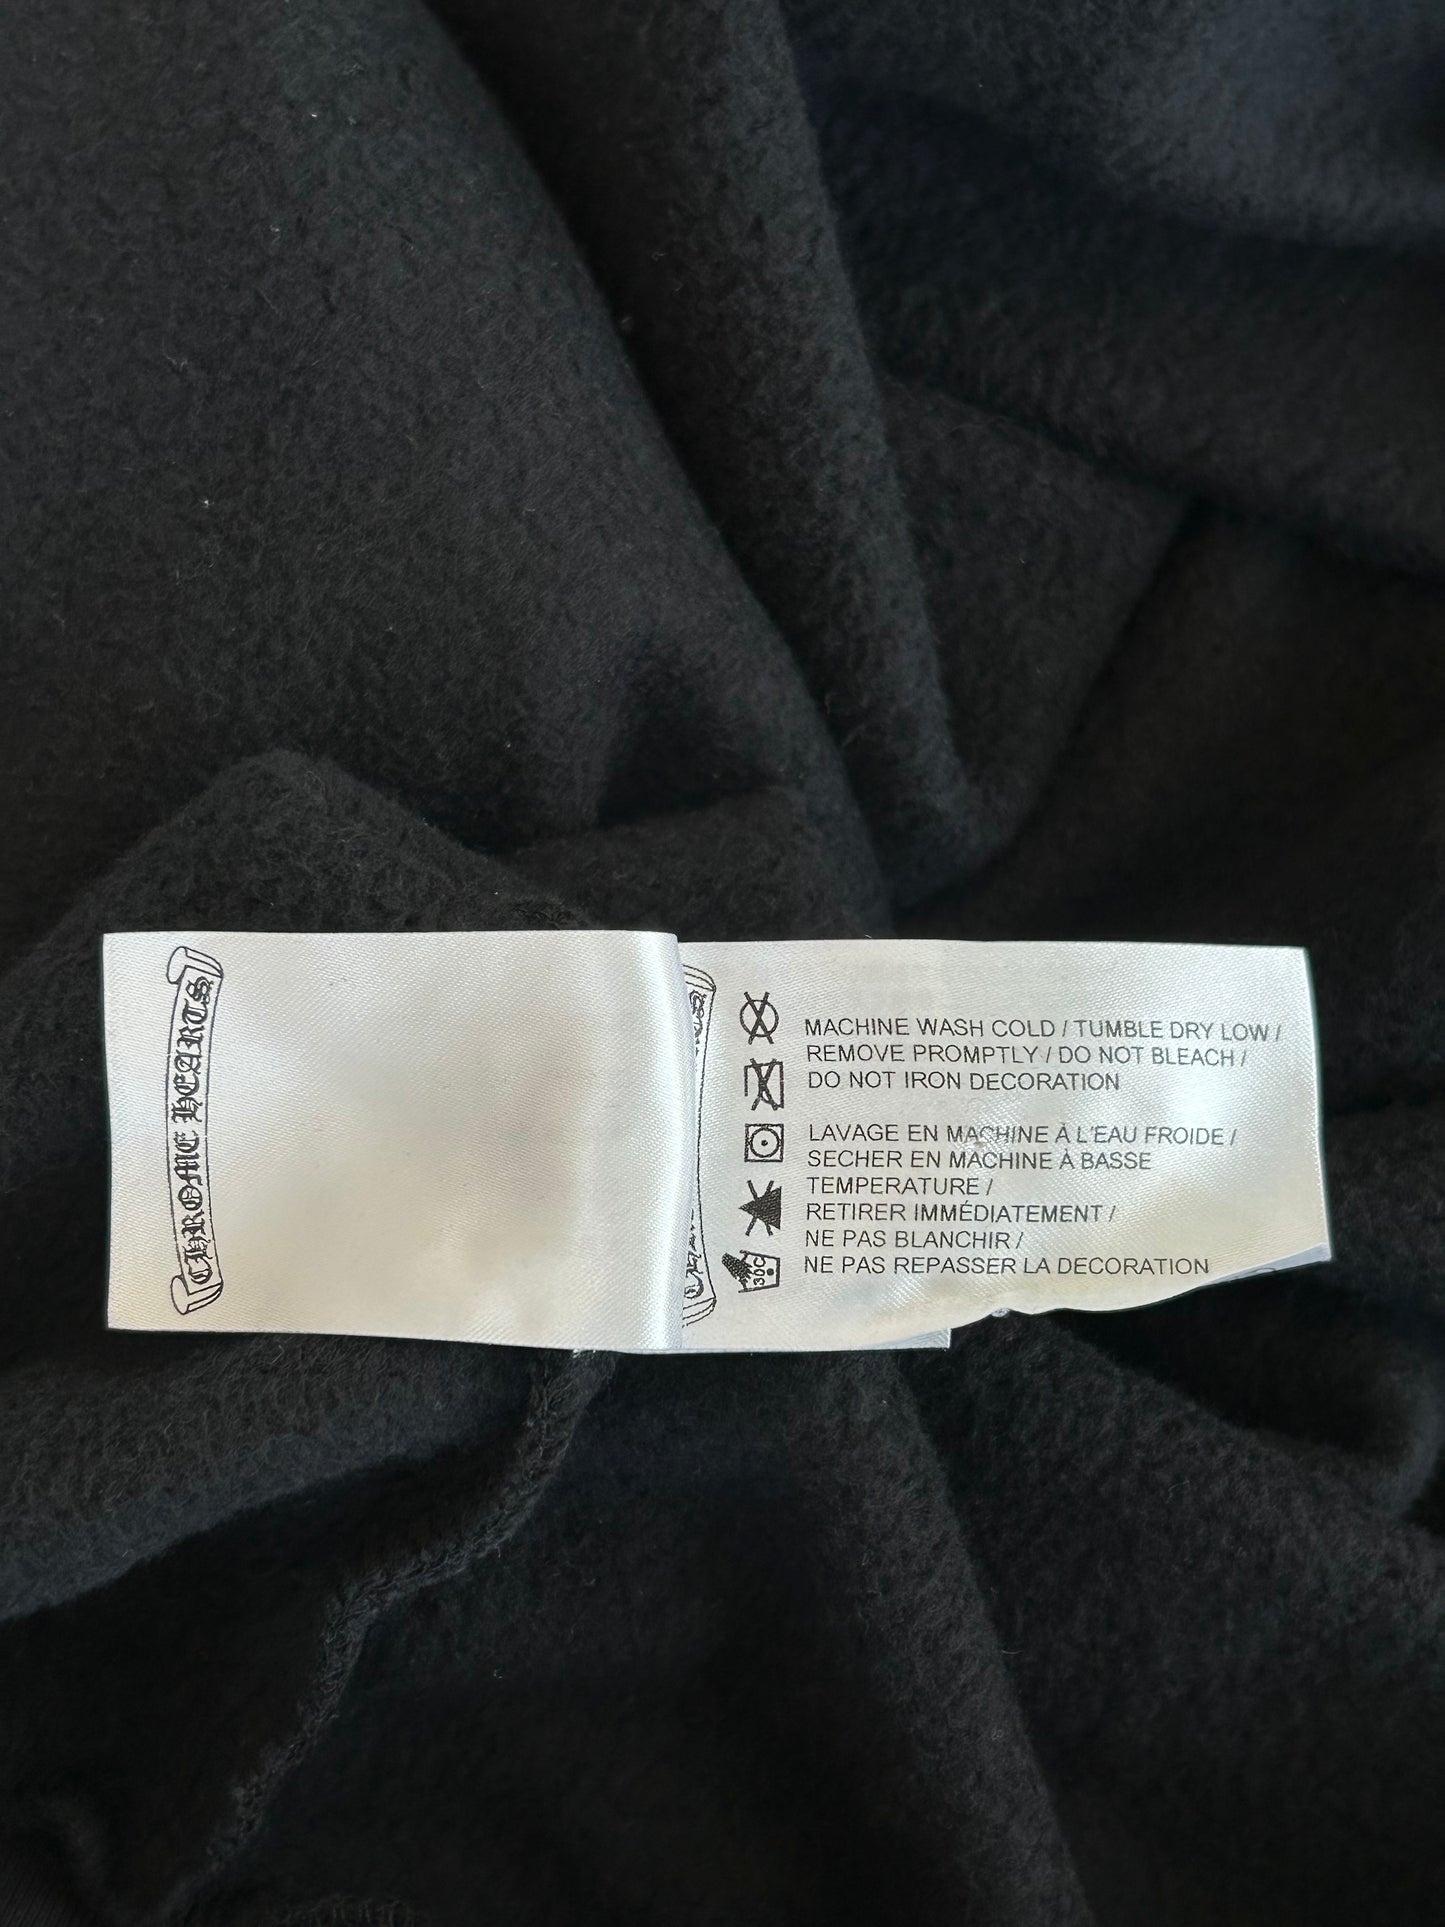 CHROME HEARTS
MACHINE WASH COLD / TUMBLE DRY LOW /
REMOVE PROMPTLY / DO NOT BLEACH /
DO NOT IRON DECORATION
LAVAGE EN MACHINE À L'EAU FROIDE /
SECHER EN MACHINE À BASSE
TEMPERATURE /
RETIRER IMMÉDIATEMENT /
NE PAS BLANCHIR /
NE PAS REPASSER LA DECORATION
30C